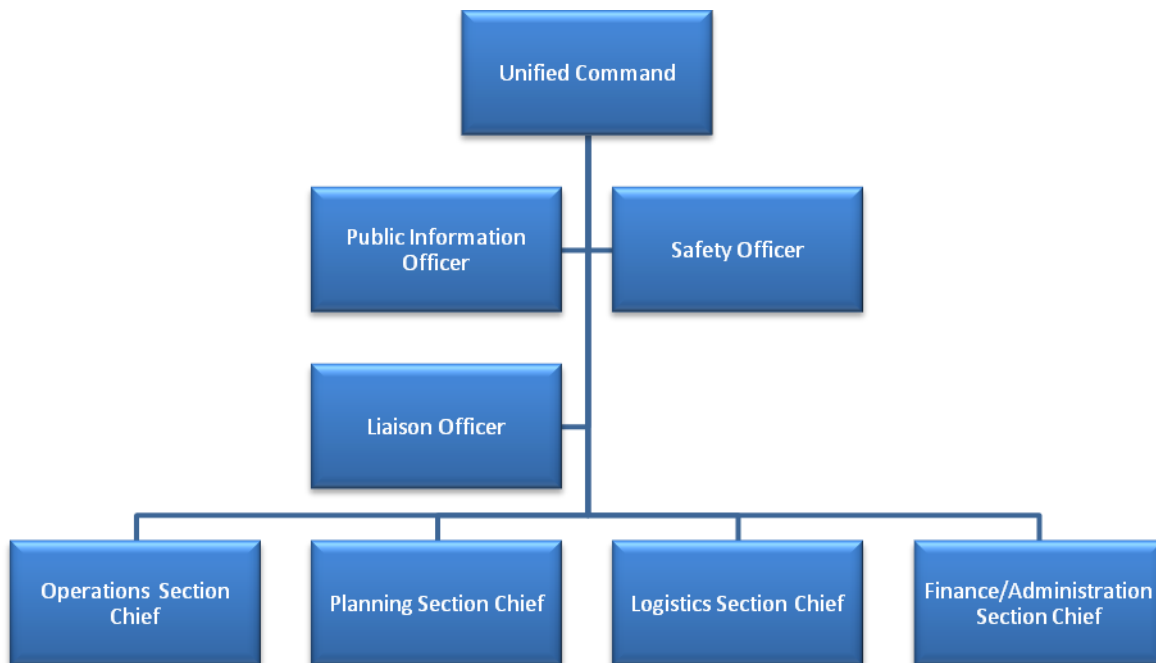 Unified Command
Public Information
Officer
Safety Officer
Liaison Officer
Operations Section
Chief
Planning Section Chief
Logistics Section Chief
Finance/Administration
Section Chief